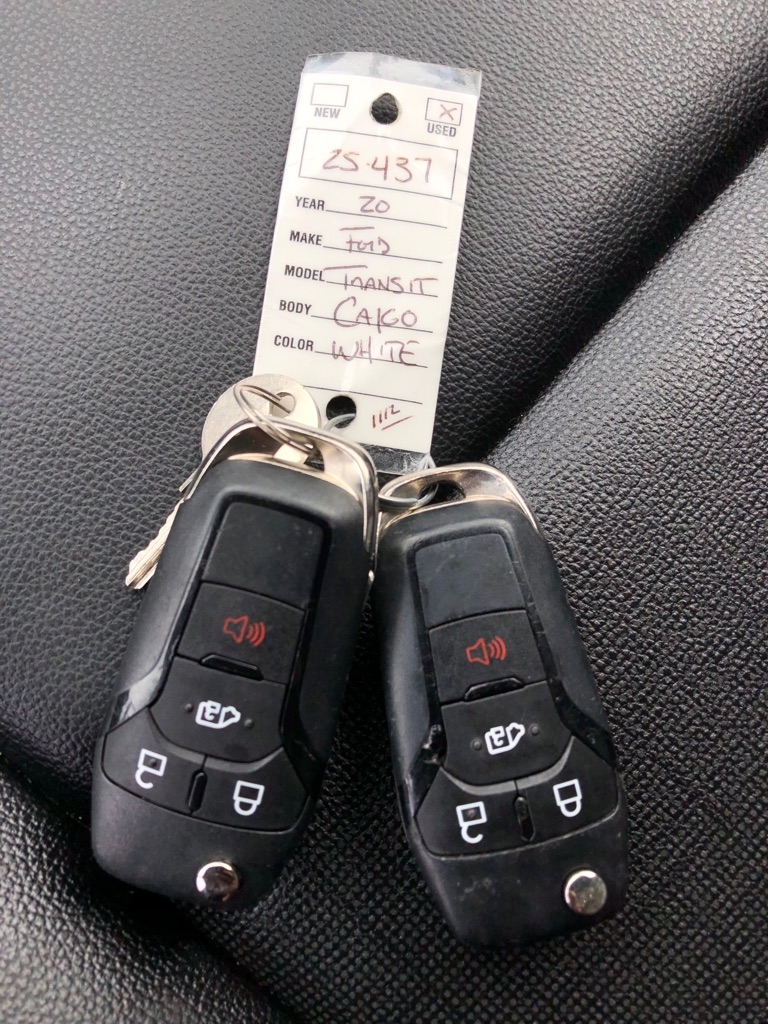 NEW
X
USED
25-437
YEAR 20
MAKE Ford
MODEL TRANSIT
BODY CARGO
COLOR WHITE